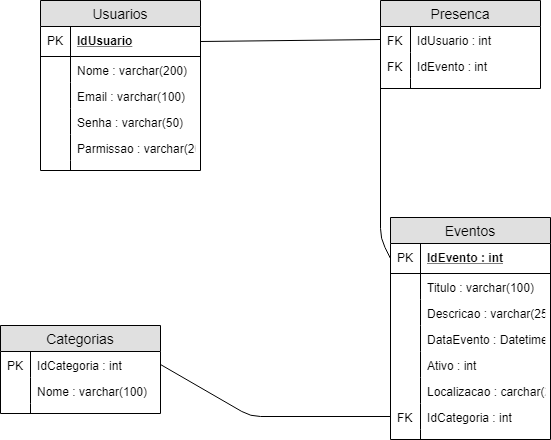 Usuarios
PK IdUsuario
Nome : varchar(200)
Email : varchar(100)
Senha : varchar(50)
Parmissao : varchar(2
Presenca
FK IdUsuario : int
FK IdEvento : int
Eventos
PK IdEvento : int
Titulo : varchar(100)
Descricao : varchar(25
DataEvento : Datetime
Ativo : int
Localizacao : carchar(
FK IdCategoria : int
Categorias
PK IdCategoria : int
Nome : varchar(100)